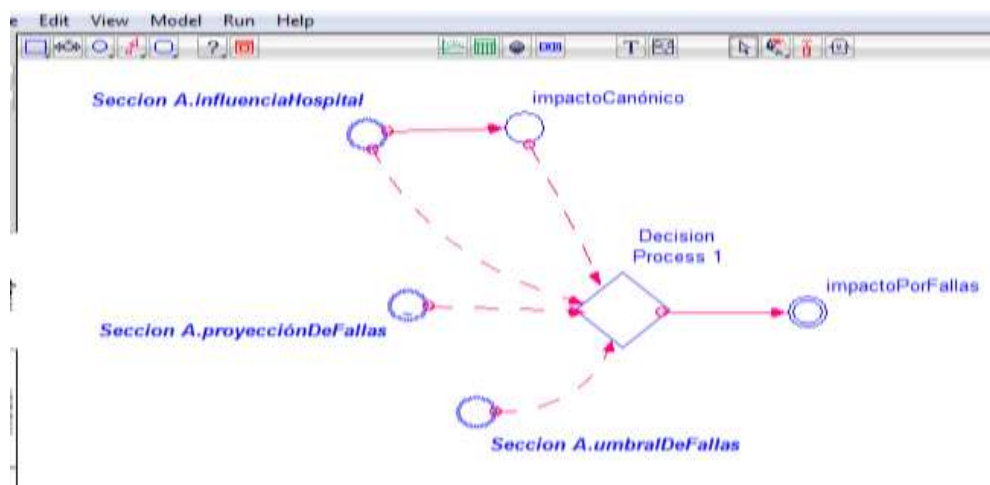 e Edit View Model Run Help
? T
Seccion A.influenciaHospital
impactoCanónico
Decision
Process 1
impactoPorFallas
Seccion A.proyecciónDeFallas
Seccion A.umbralDeFallas